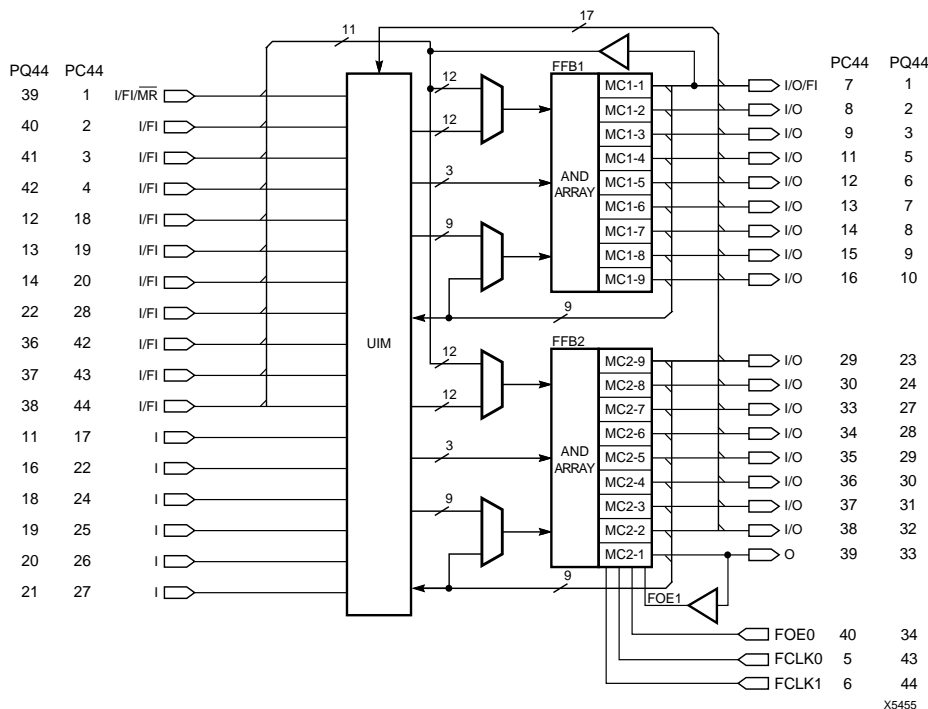 11 17
PQ44 PC44 FFB1 PC44 PQ44
39 1 I/FI/MR 12 MC1-1 I/O/FI 7 1
40 2 I/FI 12 MC1-2 I/O 8 2
41 3 I/FI MC1-3 I/O 9 3
42 4 I/FI 3 AND ARRAY MC1-4 I/O 11 5
MC1-5 I/O 12 6
12 18 I/FI MC1-6 I/O 13 7
13 19 I/FI 9 MC1-7 I/O 14 8
14 20 I/FI MC1-8 I/O 15 9
MC1-9 I/O 16 10
22 28 I/FI 9
36 42 I/FI UIM FFB2
37 43 I/FI 12 MC2-9 I/O 29 23
MC2-8 I/O 30 24
38 44 I/FI 12 MC2-7 I/O 33 27
11 17 I MC2-6 I/O 34 28
16 22 I 3 AND ARRAY MC2-5 I/O 35 29
18 24 I MC2-4 I/O 36 30
19 25 I 9 MC2-3 I/O 37 31
MC2-2 I/O 38 32
20 26 I MC2-1 O 39 33
21 27 I 9 FOE1
FOE0 40 34
FCLK0 5 43
FCLK1 6 44
X5455